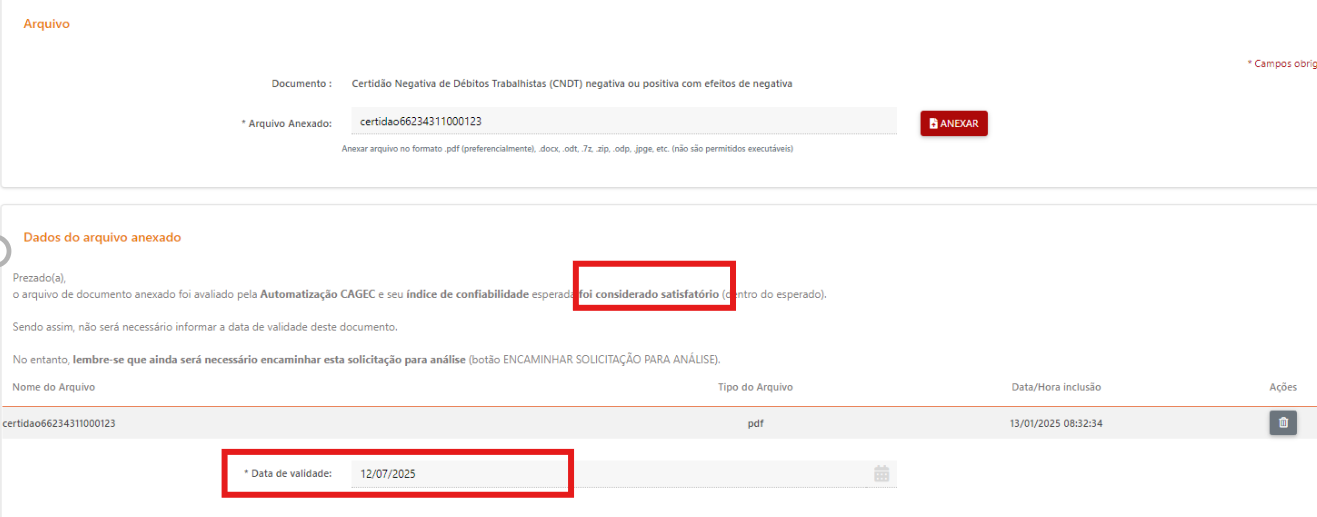 Arquivo
* Campos obrig
Documento : Certidão Negativa de Débitos Trabalhistas (CNDT) negativa ou positiva com efeitos de negativa
* Arquivo Anexado: certidao66234311000123 ANEXAR
Anexar arquivo no formato .pdf (preferencialmente), .docx, .odt, .7z, .zip, .odp, .jpge, etc. (não são permitidos executáveis)
Dados do arquivo anexado
Prezado(a),
o arquivo de documento anexado foi avaliado pela Automatização CAGEC e seu índice de confiabilidade esperada foi considerado satisfatório (dentro do esperado).
Sendo assim, não será necessário informar a data de validade deste documento.
No entanto, lembre-se que ainda será necessário encaminhar esta solicitação para análise (botão ENCAMINHAR SOLICITAÇÃO PARA ANÁLISE).
Nome do Arquivo Tipo do Arquivo Data/Hora inclusão Ações
certidao66234311000123 pdf 13/01/2025 08:32:34
* Data de validade: 12/07/2025